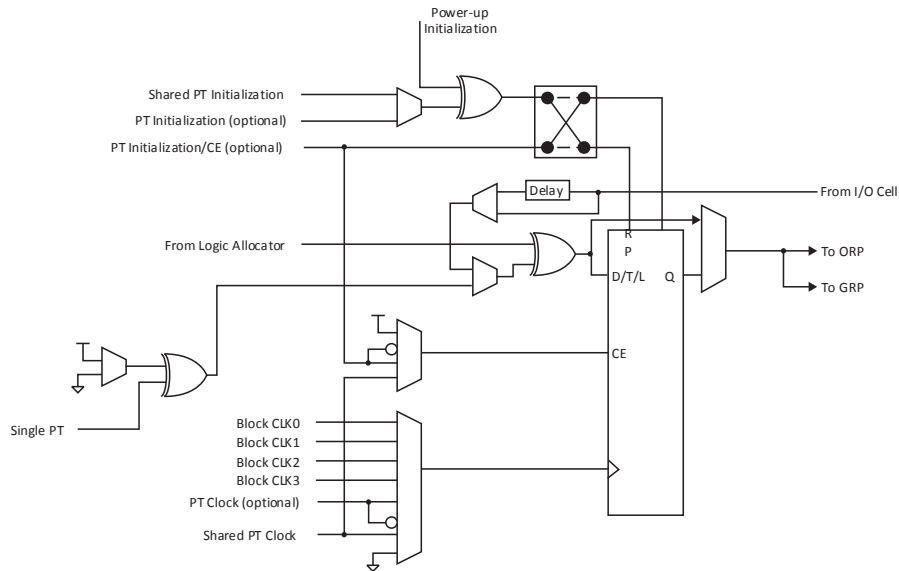 Power-up
Initialization
Shared PT Initialization
PT Initialization (optional)
PT Initialization/CE (optional)
Delay
From I/O Cell
From Logic Allocator
R
P
To ORP
D/T/L Q
To GRP
CE
Single PT
Block CLK0
Block CLK1
Block CLK2
Block CLK3
PT Clock (optional)
Shared PT Clock